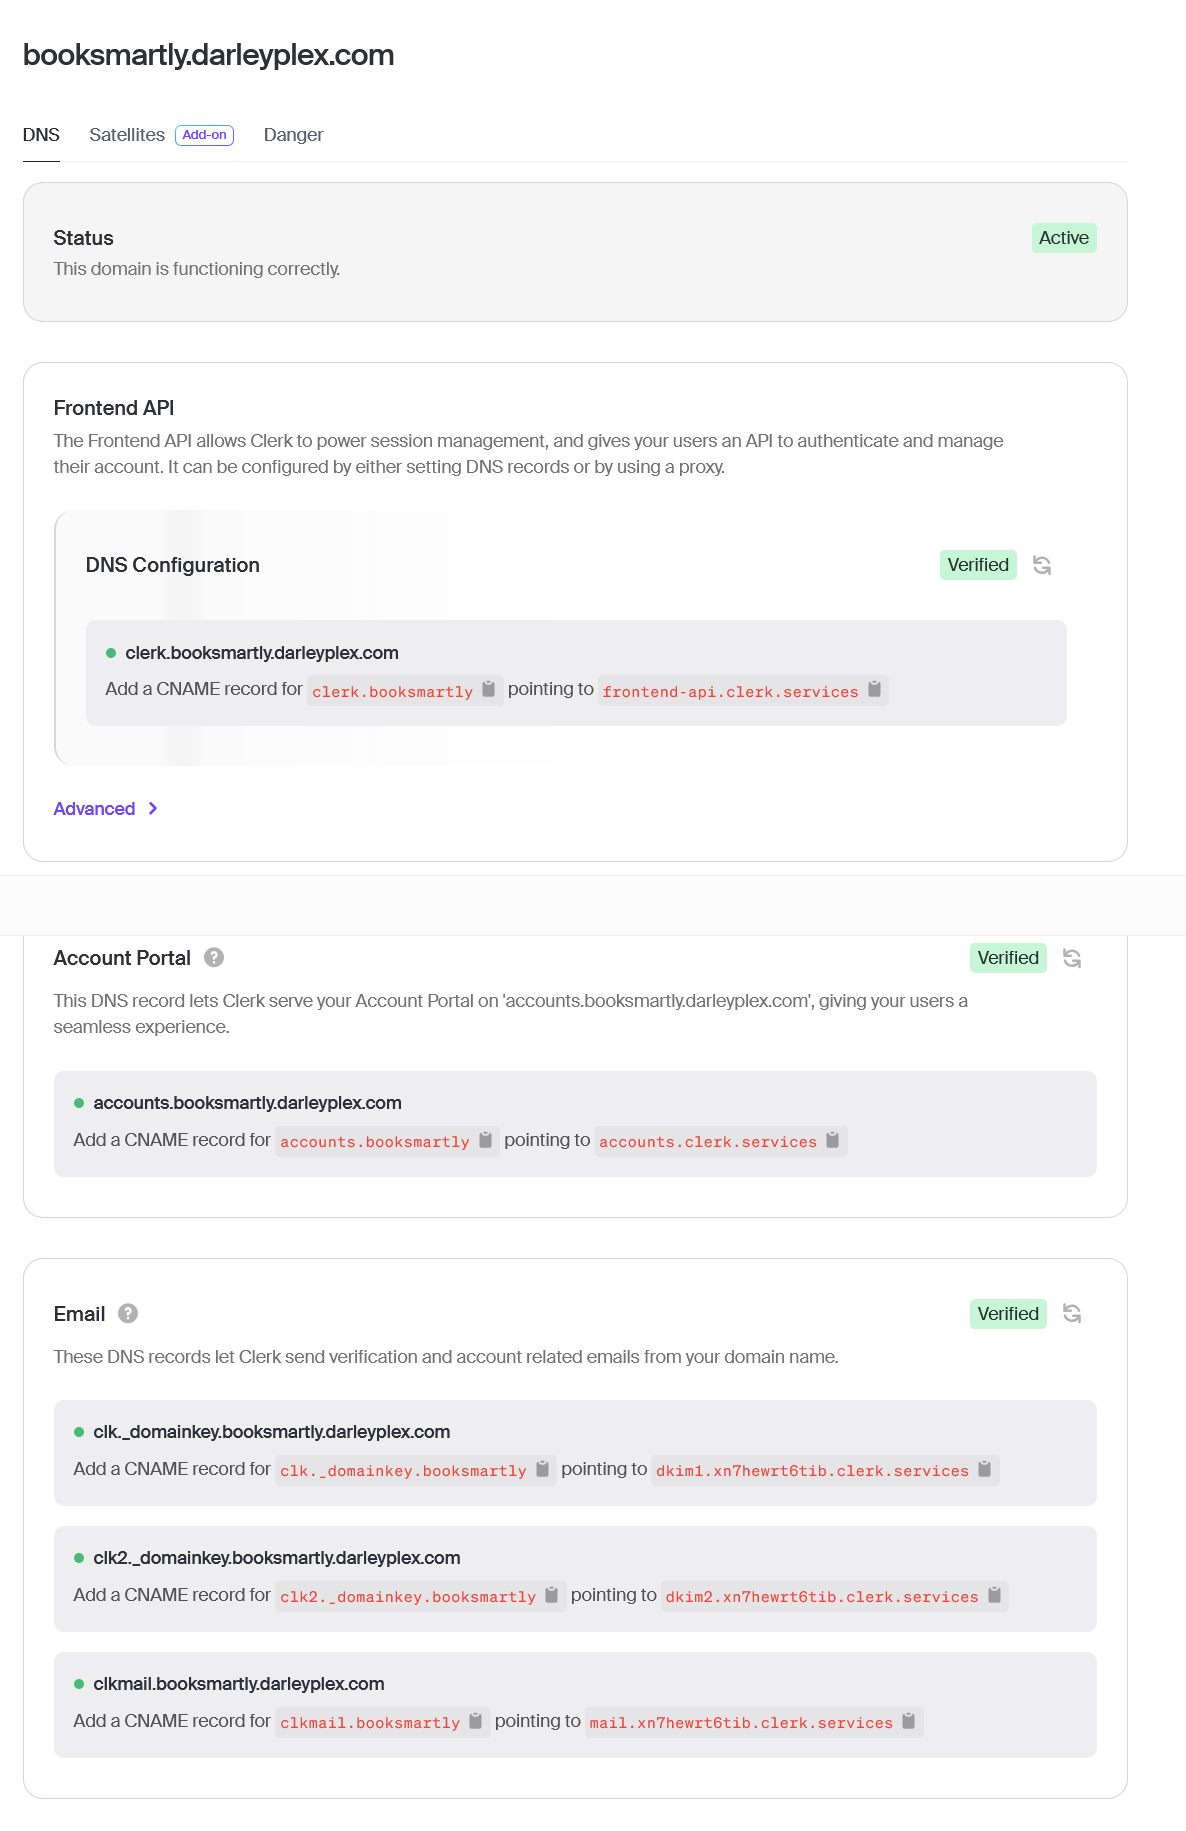 booksmartly.darleyplex.com
DNS Satellites Add-on Danger
Status Active
This domain is functioning correctly.
Frontend API
The Frontend API allows Clerk to power session management, and gives your users an API to authenticate and manage
their account. It can be configured by either setting DNS records or by using a proxy.
DNS Configuration Verified
clerk.booksmartly.darleyplex.com
Add a CNAME record for clerk.booksmartly pointing to frontend-api.clerk.services
Advanced
Account Portal ? Verified
This DNS record lets Clerk serve your Account Portal on 'accounts.booksmartly.darleyplex.com', giving your users a
seamless experience.
accounts.booksmartly.darleyplex.com
Add a CNAME record for accounts.booksmartly pointing to accounts.clerk.services
Email ? Verified
These DNS records let Clerk send verification and account related emails from your domain name.
clk._domainkey.booksmartly.darleyplex.com
Add a CNAME record for clk._domainkey.booksmartly pointing to dkim1.xn7hewrt6tib.clerk.services
clk2._domainkey.booksmartly.darleyplex.com
Add a CNAME record for clk2._domainkey.booksmartly pointing to dkim2.xn7hewrt6tib.clerk.services
clkmail.booksmartly.darleyplex.com
Add a CNAME record for clkmail.booksmartly pointing to mail.xn7hewrt6tib.clerk.services